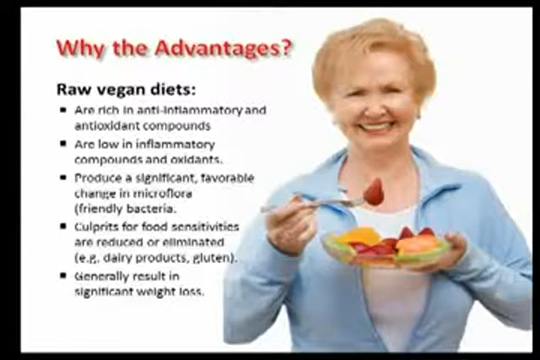 Why the Advantages?
Raw vegan diets:
▪ Are rich in anti-inflammatory and
antioxidant compounds
▪ Are low in inflammatory
compounds and oxidants.
▪ Produce a significant, favorable
change in microflora
(friendly bacteria.
▪ Culprits for food sensitivities
are reduced or eliminated
(e.g. dairy products, gluten).
▪ Generally result in
significant weight loss.